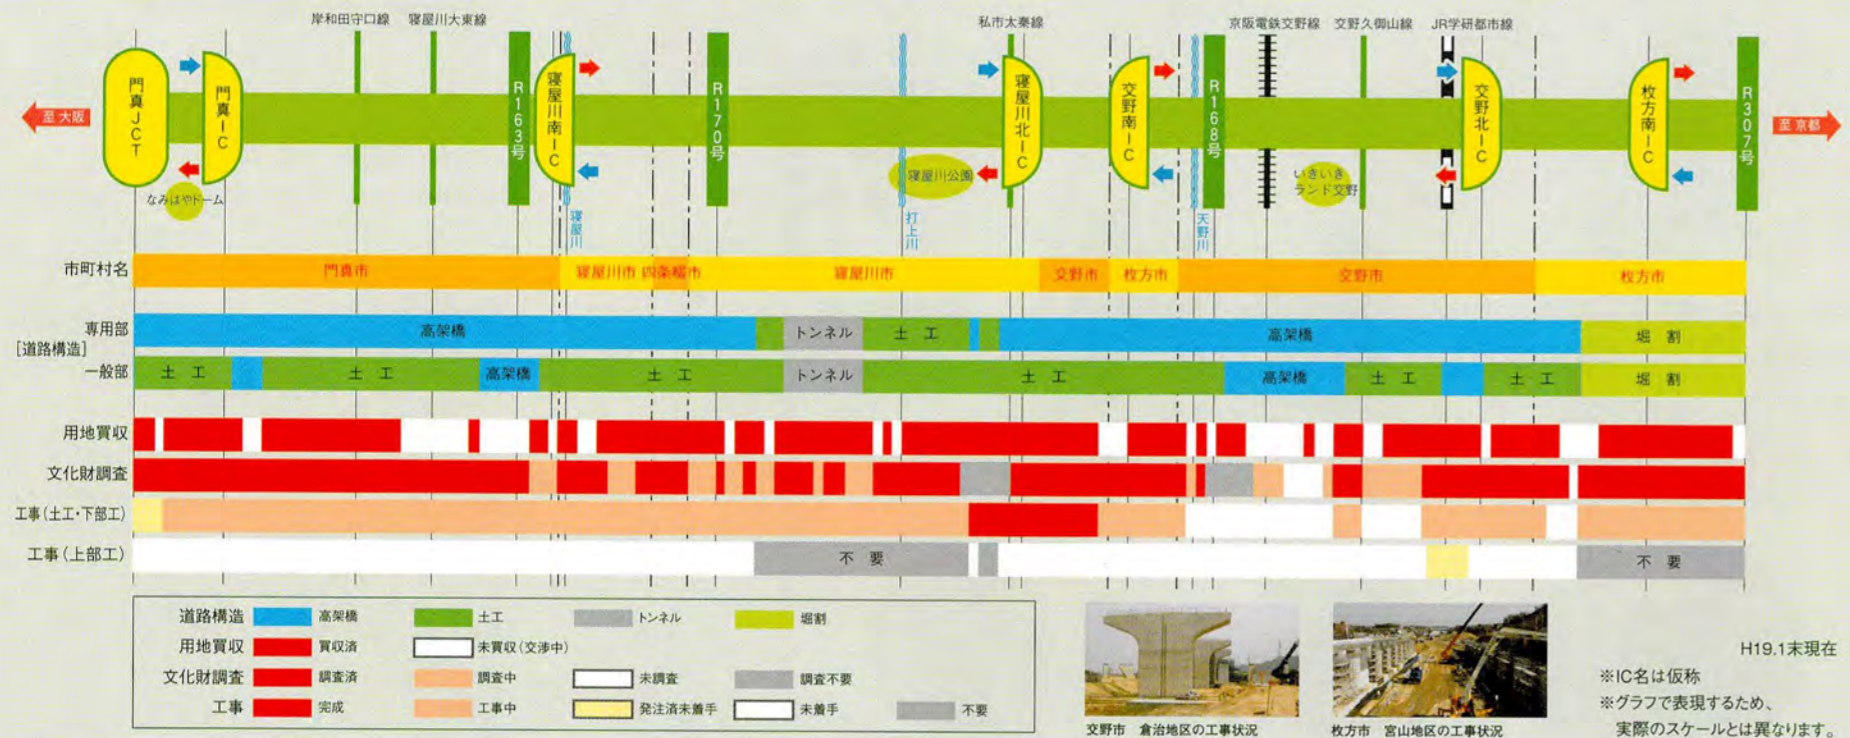 岸和田守口線 寝屋川大東線 私市太秦線 京阪電鉄交野線 交野久御山線 JR学研都市線
至 大阪
門真JCT
門真IC
R163号
寝屋川南IC
R170号
寝屋川北IC
交野南IC
R168号
交野北IC
枚方南IC
R307号
至 京都
なみはやドーム
寝屋川公園
いきいき
ランド交野
寝屋川
打上川
天野川
市町村名 門真市 寝屋川市 四条畷市 寝屋川市 交野市 枚方市 交野市 枚方市
専用部 高架橋 トンネル 土 工 高架橋 堀 割
[道路構造]
一般部 土 工 土 工 高架橋 土 工 トンネル 土 工 高架橋 土 工 土 工 堀 割
用地買収
文化財調査
工事(土工・下部工)
工事(上部工) 不 要 不 要
道路構造 高架橋 土工 トンネル 堀割
用地買収 買収済 未買収(交渉中)
文化財調査 調査済 調査中 未調査 調査不要
工事 完成 工事中 発注済未着手 未着手 不要
交野市 倉治地区の工事状況
枚方市 宮山地区の工事状況
H19.1末現在
※IC名は仮称
※グラフで表現するため、
実際のスケールとは異なります。